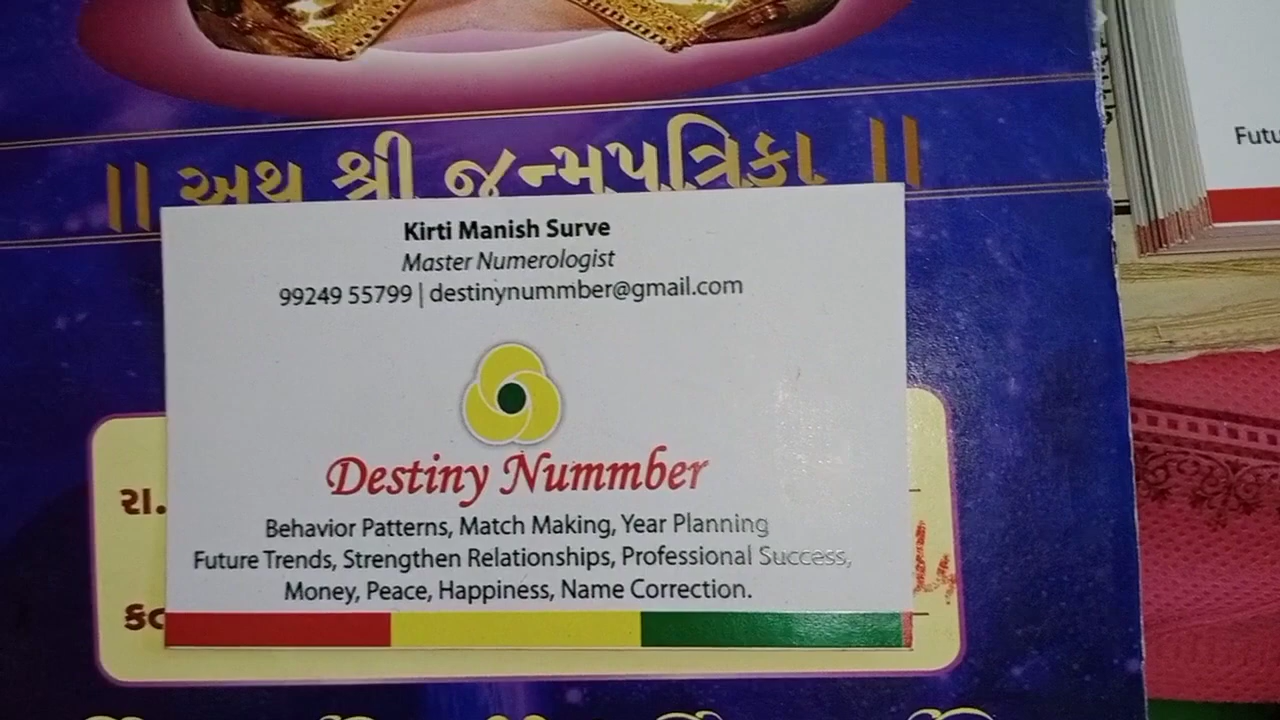 ॥ અથ શ્રી જન્મપત્રિકા ॥
Futu
Kirti Manish Surve
Master Numerologist
99249 55799 | destinynummber@gmail.com
Destiny Nummber
Behavior Patterns, Match Making, Year Planning
Future Trends, Strengthen Relationships, Professional Success,
Money, Peace, Happiness, Name Correction.
રા.